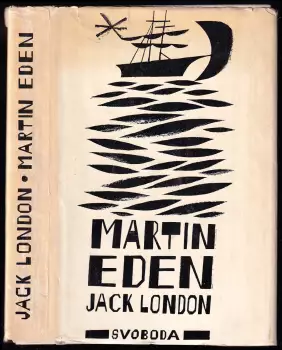 JACK LONDON • MARTIN EDEN
MARTIN
EDEN
JACK LONDON
SVOBODA